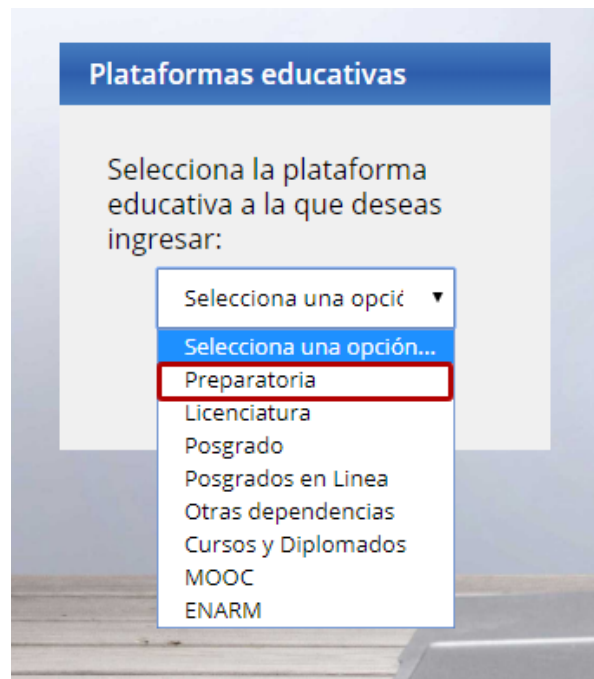 Plataformas educativas
Selecciona la plataforma
educativa a la que deseas
ingresar:
Selecciona una opció
Selecciona una opción...
Preparatoria
Licenciatura
Posgrado
Posgrados en Linea
Otras dependencias
Cursos y Diplomados
MOOC
ENARM